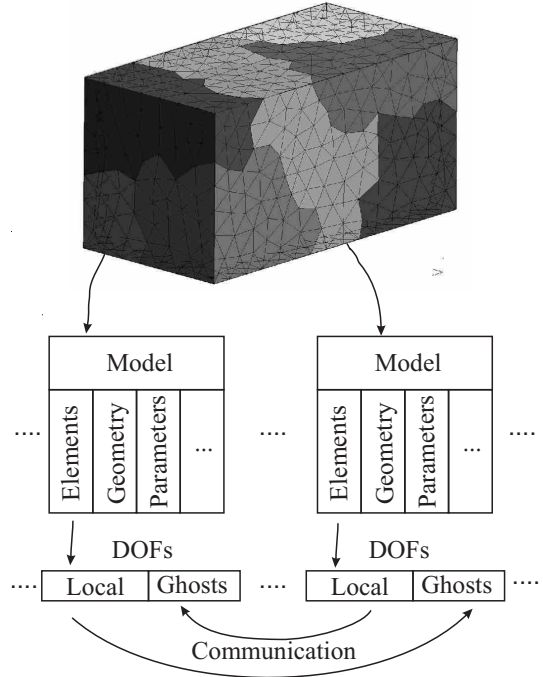 Model
Model
Elements
Geometry
Parameters
...
Elements
Geometry
Parameters
...
....
....
....
DOFs
DOFs
....
Local
Ghosts
....
Local
Ghosts
....
Communication